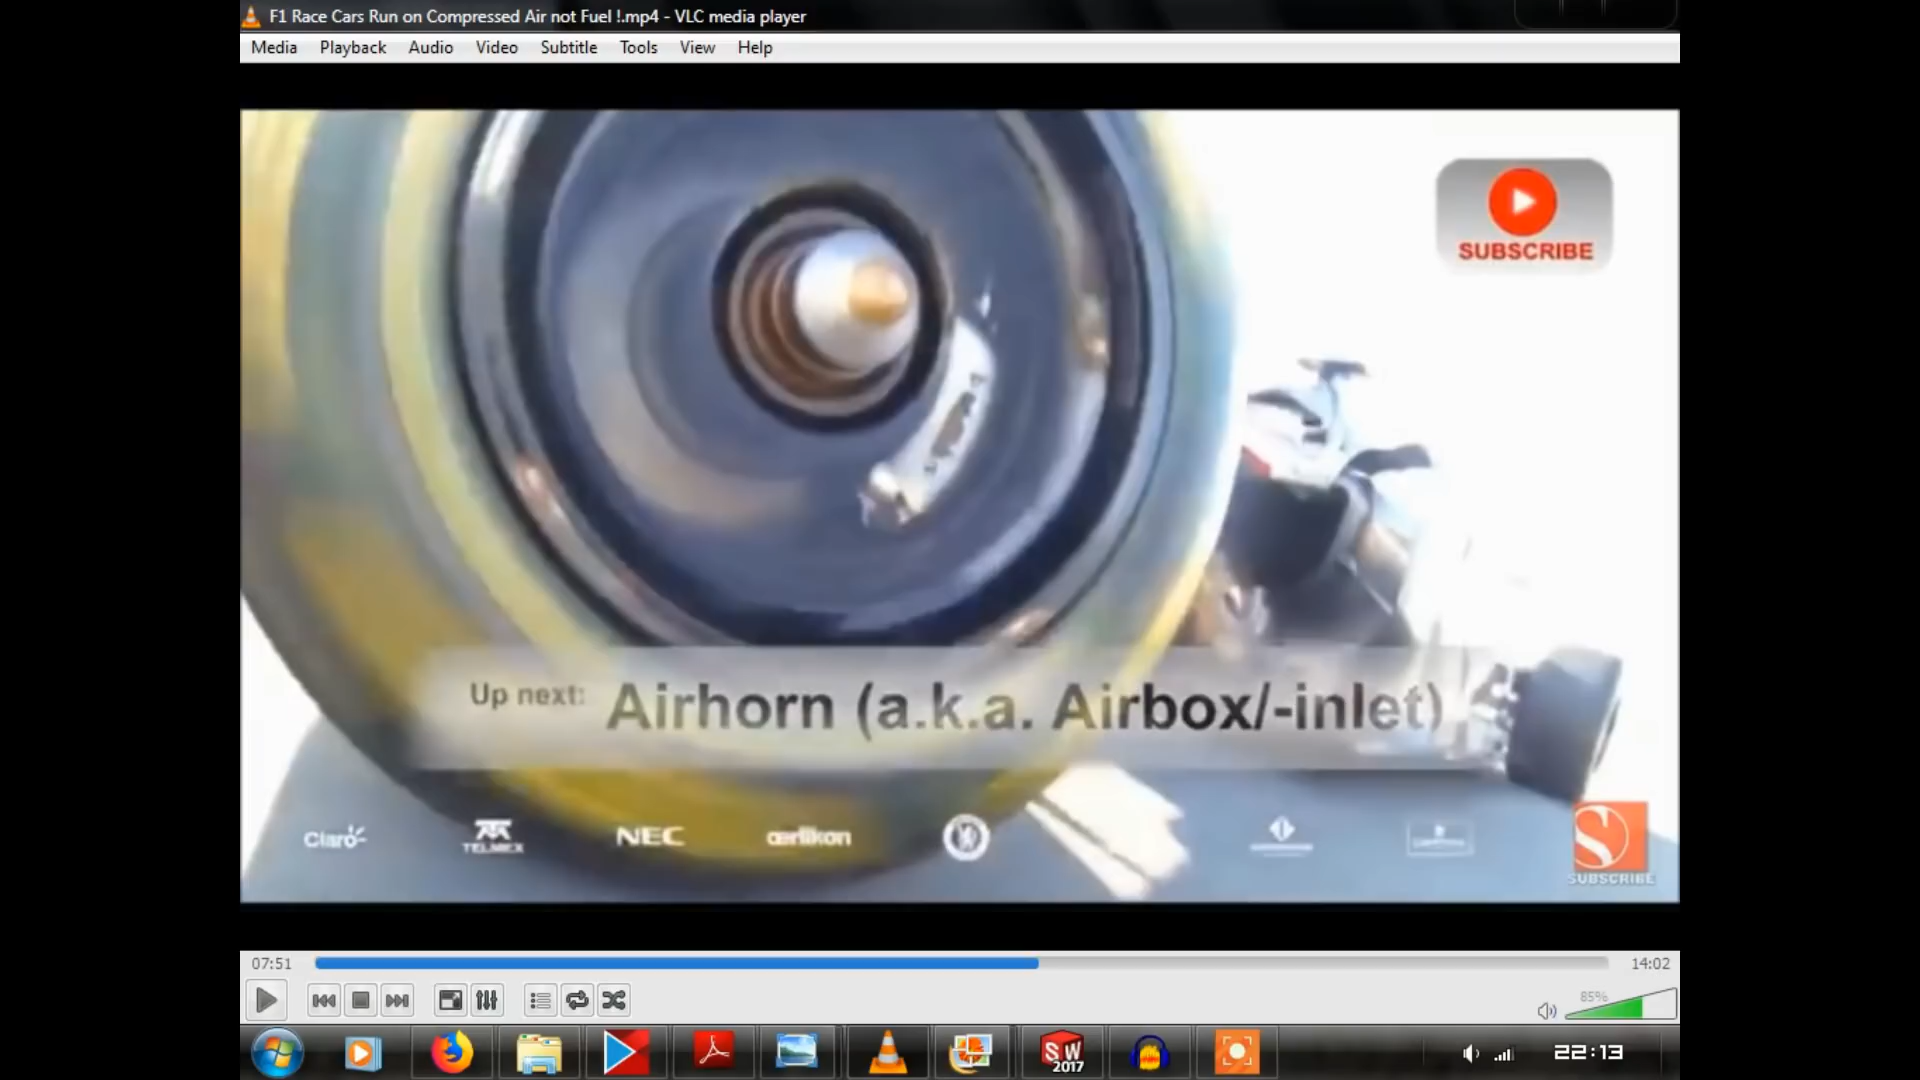 F1 Race Cars Run on Compressed Air not Fuel !.mp4 - VLC media player
Media Playback Audio Video Subtitle Tools View Help
SUBSCRIBE
Up next: Airhorn (a.k.a. Airbox/-inlet)
Claro
TELMEX
NEC
œrlikon
SUBSCRIBE
07:51
14:02
85%
SW
2017
22:13